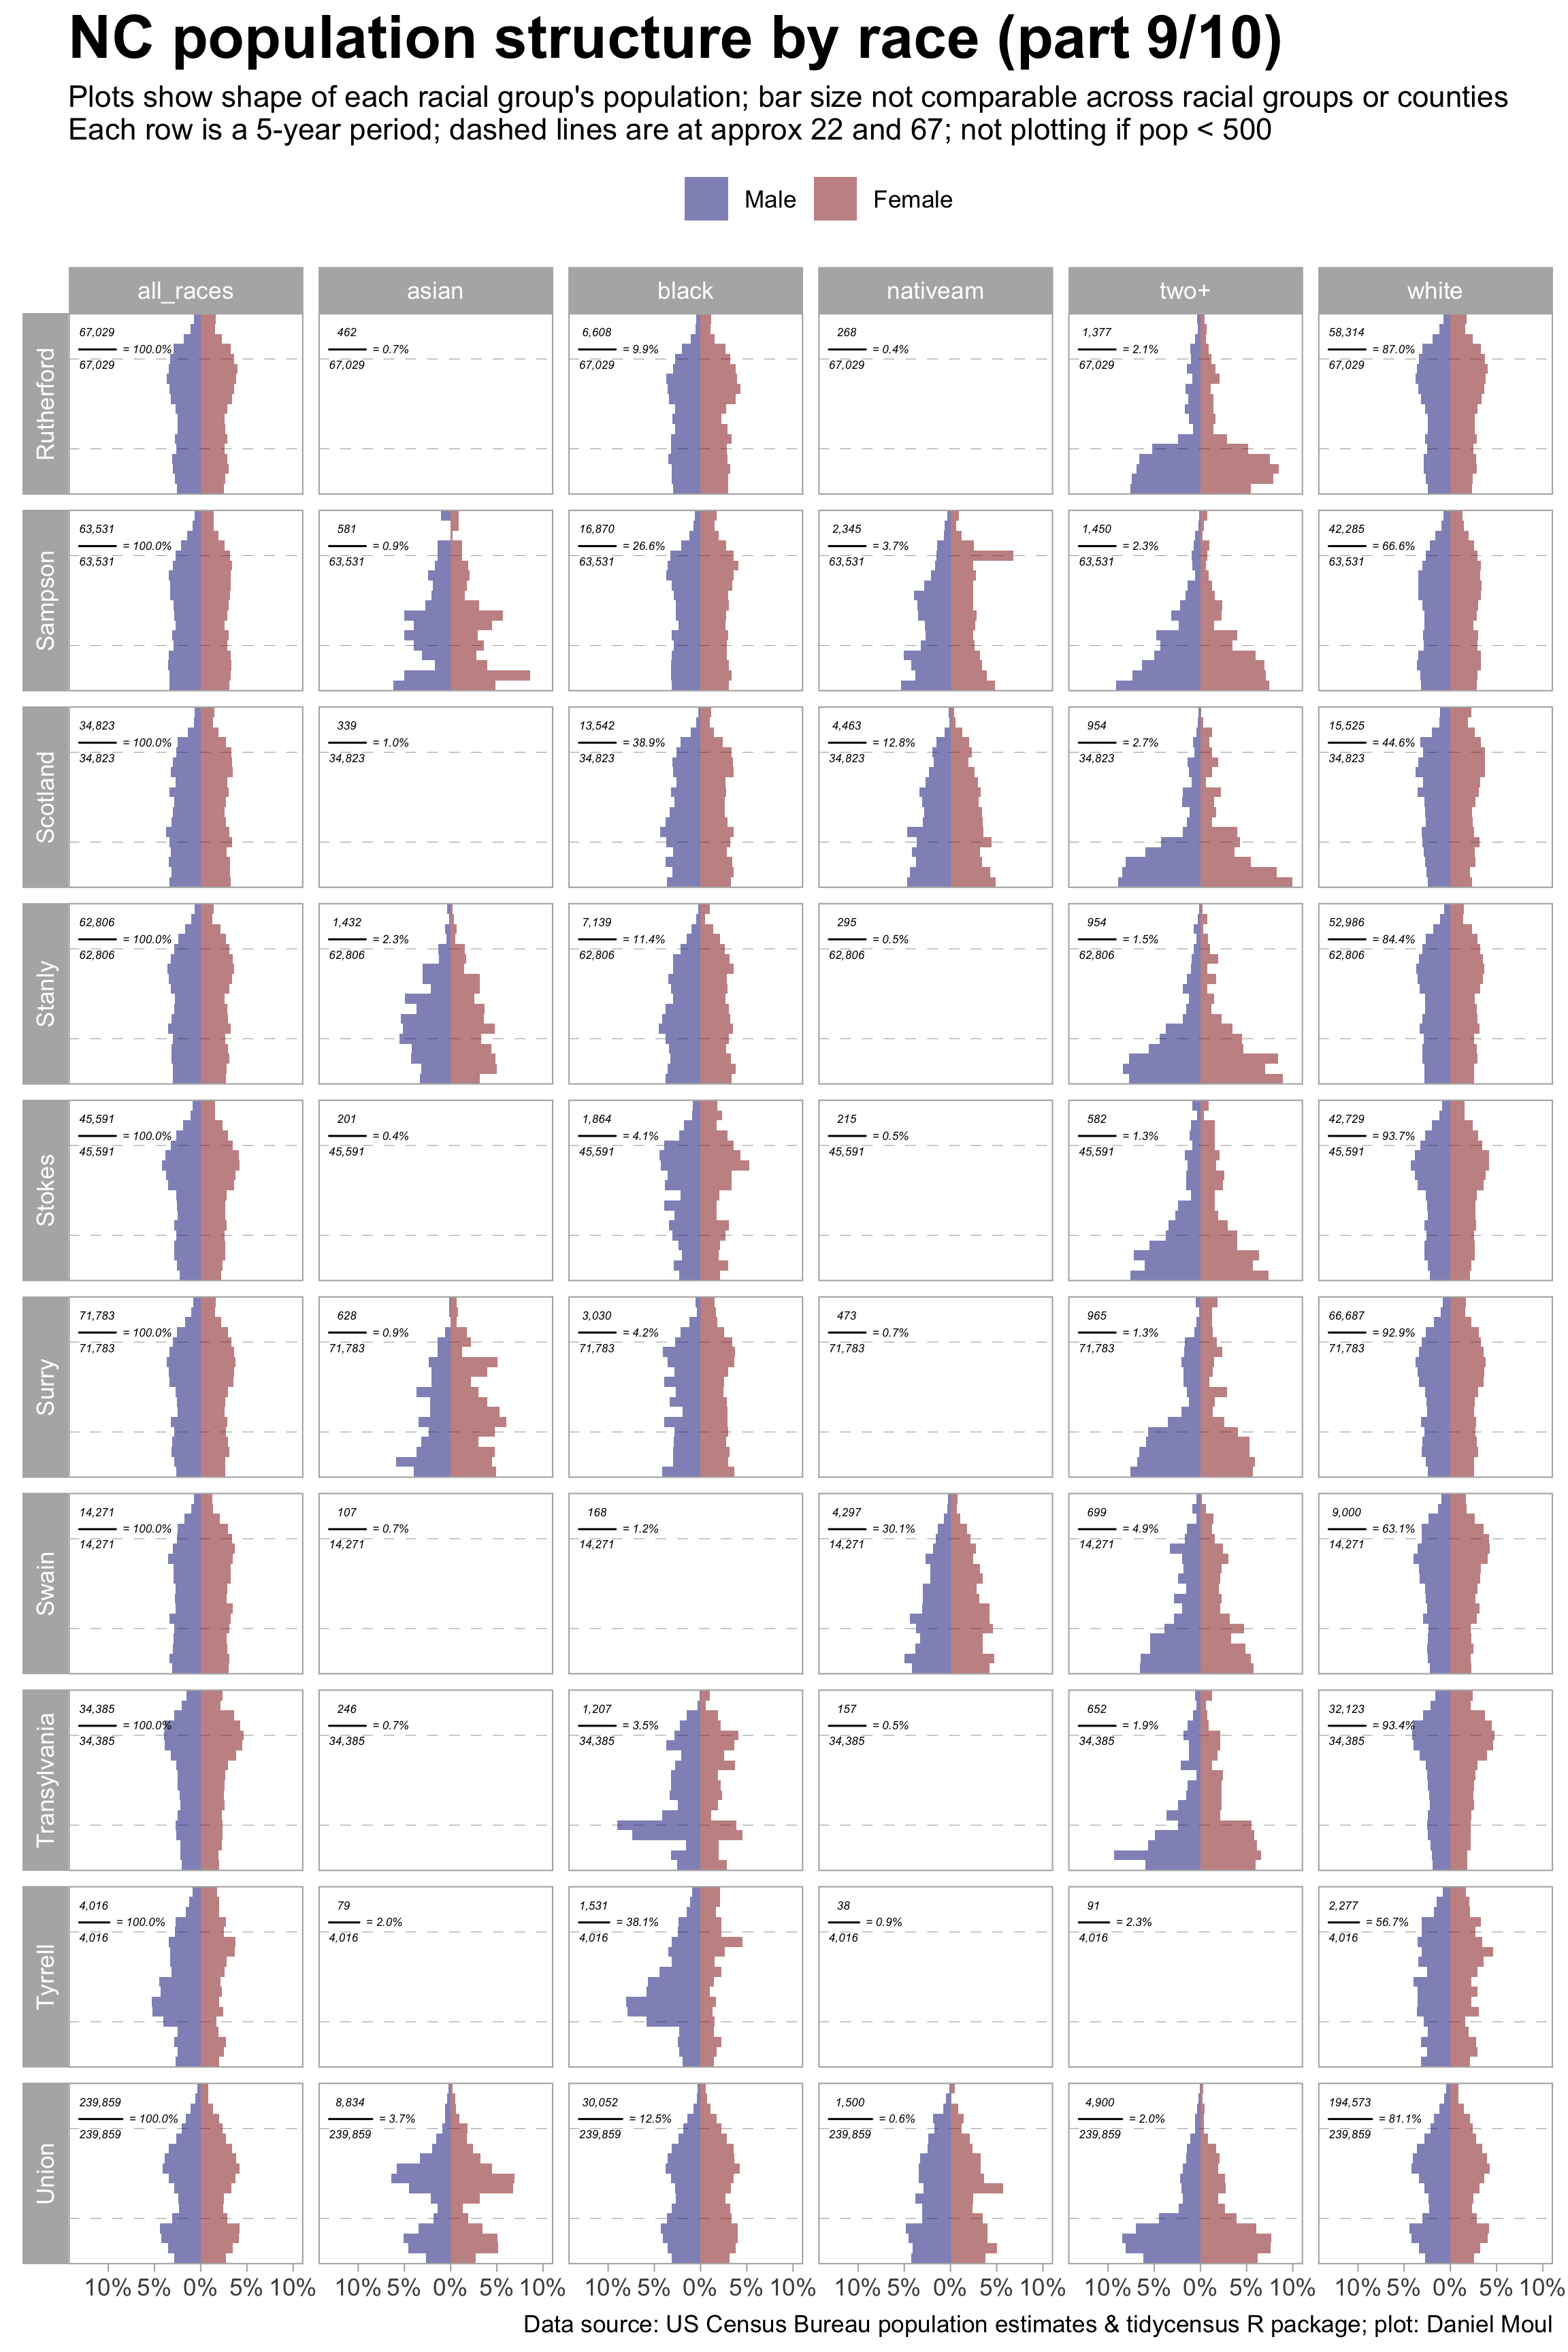 NC population structure by race (part 9/10)
Plots show shape of each racial group's population; bar size not comparable across racial groups or counties
Each row is a 5-year period; dashed lines are at approx 22 and 67; not plotting if pop < 500
Male Female
all_races asian black nativeam two+ white
Rutherford
67,029 462 6,608 268 1,377 58,314
= 100.0% = 0.7% = 9.9% = 0.4% = 2.1% = 87.0%
67,029 67,029 67,029 67,029 67,029 67,029
Sampson
63,531 581 16,870 2,345 1,450 42,285
= 100.0% = 0.9% = 26.6% = 3.7% = 2.3% = 66.6%
63,531 63,531 63,531 63,531 63,531 63,531
Scotland
34,823 339 13,542 4,463 954 15,525
= 100.0% = 1.0% = 38.9% = 12.8% = 2.7% = 44.6%
34,823 34,823 34,823 34,823 34,823 34,823
Stanly
62,806 1,432 7,139 295 954 52,986
= 100.0% = 2.3% = 11.4% = 0.5% = 1.5% = 84.4%
62,806 62,806 62,806 62,806 62,806 62,806
Stokes
45,591 201 1,864 215 582 42,729
= 100.0% = 0.4% = 4.1% = 0.5% = 1.3% = 93.7%
45,591 45,591 45,591 45,591 45,591 45,591
Surry
71,783 628 3,030 473 965 66,687
= 100.0% = 0.9% = 4.2% = 0.7% = 1.3% = 92.9%
71,783 71,783 71,783 71,783 71,783 71,783
Swain
14,271 107 168 4,297 699 9,000
= 100.0% = 0.7% = 1.2% = 30.1% = 4.9% = 63.1%
14,271 14,271 14,271 14,271 14,271 14,271
Transylvania
34,385 246 1,207 157 652 32,123
= 100.0% = 0.7% = 3.5% = 0.5% = 1.9% = 93.4%
34,385 34,385 34,385 34,385 34,385 34,385
Tyrrell
4,016 79 1,531 38 91 2,277
= 100.0% = 2.0% = 38.1% = 0.9% = 2.3% = 56.7%
4,016 4,016 4,016 4,016 4,016 4,016
Union
239,859 8,834 30,052 1,500 4,900 194,573
= 100.0% = 3.7% = 12.5% = 0.6% = 2.0% = 81.1%
239,859 239,859 239,859 239,859 239,859 239,859
10% 5% 0% 5% 10% 10% 5% 0% 5% 10% 10% 5% 0% 5% 10% 10% 5% 0% 5% 10% 10% 5% 0% 5% 10% 10% 5% 0% 5% 10%
Data source: US Census Bureau population estimates & tidycensus R package; plot: Daniel Moul